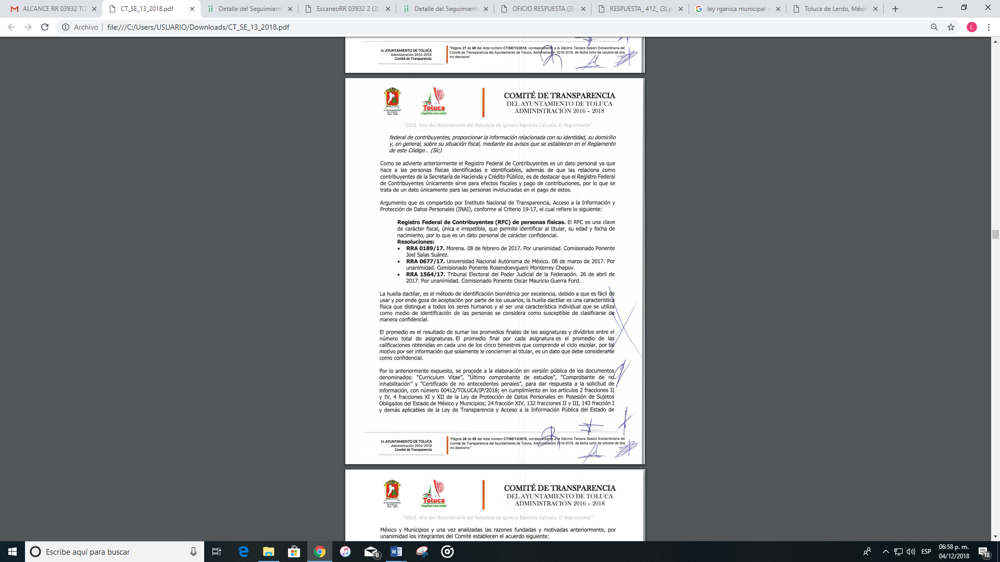 ALCANCE RR 03932 TO
CT_SE_13_2018.pdf
Detalle del Seguimiento
EscaneoRR 03932 2 (3).
Detalle del Seguimiento
OFICIO RESPUESTA (3).
RESPUESTA_ 412_ (3).p
ley rganica municipal -
Toluca de Lerdo, Méxic
Archivo
file:///C:/Users/USUARIO/Downloads/CT_SE_13_2018.pdf
L
H. AYUNTAMIENTO DE TOLUCA
Administración 2016-2018
Comité de Transparencia
"Página 27 de 69 del Acta número CT/SE/13/2018, correspondiente a la Décimo Tercera Sesión Extraordinaria del
Comité de Transparencia del Ayuntamiento de Toluca, Administración 2016-2018, de fecha ocho de octubre de dos
mil dieciocho"
H. AYUNTAMIENTO
DE TOLUCA
2016 - 2018
Toluca
Capital con valor
COMITÉ DE TRANSPARENCIA
DEL AYUNTAMIENTO DE TOLUCA
ADMINISTRACIÓN 2016 – 2018
"2018. Año del Bicentenario del Natalicio de Ignacio Ramírez Calzada. El Nigromante"
federal de contribuyentes, proporcionar la información relacionada con su identidad, su domicilio
y, en general, sobre su situación fiscal, mediante los avisos que se establecen en el Reglamento
de este Código… (Sic)
Como se advierte anteriormente el Registro Federal de Contribuyentes es un dato personal ya que
hace a las personas físicas identificadas e identificables, además de que las relaciona como
contribuyentes de la Secretaría de Hacienda y Crédito Público, es de destacar que el Registro Federal
de Contribuyentes únicamente sirve para efectos fiscales y pago de contribuciones, por lo que se
trata de un dato únicamente para las personas involucradas en el pago de estos.
Argumento que es compartido por Instituto Nacional de Transparencia, Acceso a la Información y
Protección de Datos Personales (INAI), conforme al Criterio 19-17, el cual refiere lo siguiente:
Registro Federal de Contribuyentes (RFC) de personas físicas. El RFC es una clave
de carácter fiscal, única e irrepetible, que permite identificar al titular, su edad y fecha de
nacimiento, por lo que es un dato personal de carácter confidencial.
Resoluciones:
• RRA 0189/17. Morena. 08 de febrero de 2017. Por unanimidad. Comisionado Ponente
Joel Salas Suárez.
• RRA 0677/17. Universidad Nacional Autónoma de México. 08 de marzo de 2017. Por
unanimidad. Comisionado Ponente Rosendoevgueni Monterrey Chepov.
• RRA 1564/17. Tribunal Electoral del Poder Judicial de la Federación. 26 de abril de
2017. Por unanimidad. Comisionado Ponente Oscar Mauricio Guerra Ford.
La huella dactilar, es el método de identificación biométrica por excelencia, debido a que es fácil de
usar y por ende goza de aceptación por parte de los usuarios, la huella dactilar es una característica
física que distingue a todos los seres humanos y al ser una característica individual que se utiliza
como medio de identificación de las personas se considera como susceptible de clasificarse de
manera confidencial.
El promedio es el resultado de sumar los promedios finales de las asignaturas y dividirlos entre el
número total de asignaturas. El promedio final por cada asignatura es el promedio de las
calificaciones obtenidas en cada uno de los cinco bimestres que comprende el ciclo escolar, por tal
motivo por ser información que solamente le conciernen al titular, es un dato que debe considerarse
como confidencial.
Por lo anteriormente expuesto, se procede a la elaboración en versión pública de los documentos
denominados: "Curriculum Vitae", "Último comprobante de estudios", "Comprobante de no
inhabilitación" y "Certificado de no antecedentes penales", para dar respuesta a la solicitud de
información, con número 00412/TOLUCA/IP/2018; en cumplimiento en los artículos 2 fracciones II
y IV, 4 fracciones XI y XII de la Ley de Protección de Datos Personales en Posesión de Sujetos
Obligados del Estado de México y Municipios; 24 fracción XIV, 132 fracciones II y III, 143 fracción I
y demás aplicables de la Ley de Transparencia y Acceso a la Información Pública del Estado de
H. AYUNTAMIENTO DE TOLUCA
Administración 2016-2018
Comité de Transparencia
"Página 28 de 69 del Acta número CT/SE/13/2018, correspondiente a la Décimo Tercera Sesión Extraordinaria del
Comité de Transparencia del Ayuntamiento de Toluca, Administración 2016-2018, de fecha ocho de octubre de dos
mil dieciocho"
H. AYUNTAMIENTO
DE TOLUCA
2016 - 2018
Toluca
Capital con valor
COMITÉ DE TRANSPARENCIA
DEL AYUNTAMIENTO DE TOLUCA
ADMINISTRACIÓN 2016 – 2018
"2018. Año del Bicentenario del Natalicio de Ignacio Ramírez Calzada. El Nigromante"
México y Municipios y una vez analizadas las razones fundadas y motivadas anteriormente, por
unanimidad los integrantes del Comité establecen el acuerdo siguiente:
Escribe aquí para buscar
8
ESP
06:58 p. m.
04/12/2018
18